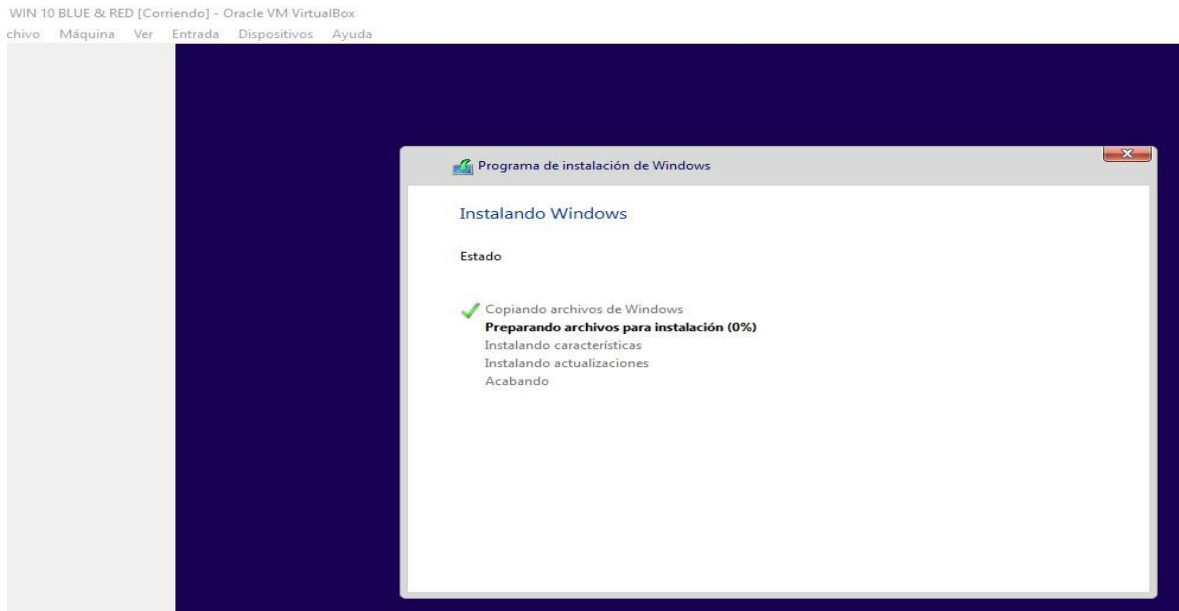 WIN 10 BLUE & RED [Corriendo] - Oracle VM VirtualBox
chivo Máquina Ver Entrada Dispositivos Ayuda
Programa de instalación de Windows
Instalando Windows
Estado
Copiando archivos de Windows
Preparando archivos para instalación (0%)
Instalando características
Instalando actualizaciones
Acabando